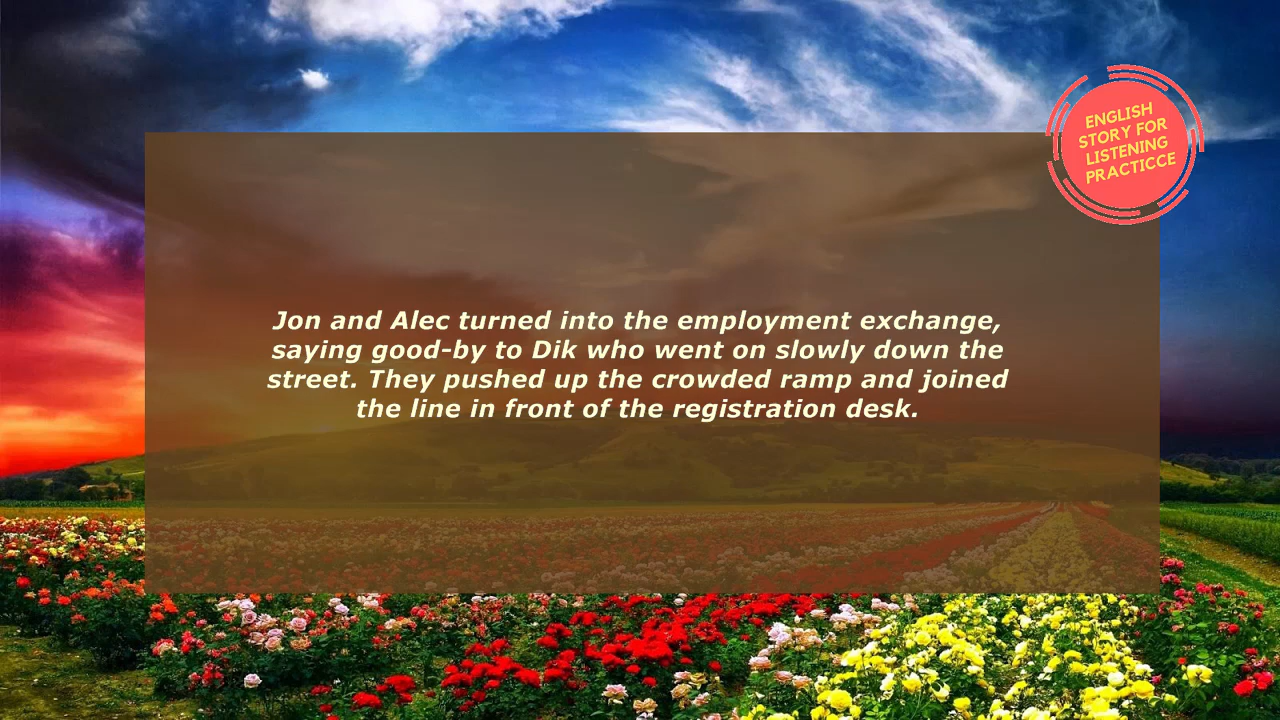 ENGLISH
STORY FOR
LISTENING
PRACTICCE
Jon and Alec turned into the employment exchange,
saying good-by to Dik who went on slowly down the
street. They pushed up the crowded ramp and joined
the line in front of the registration desk.